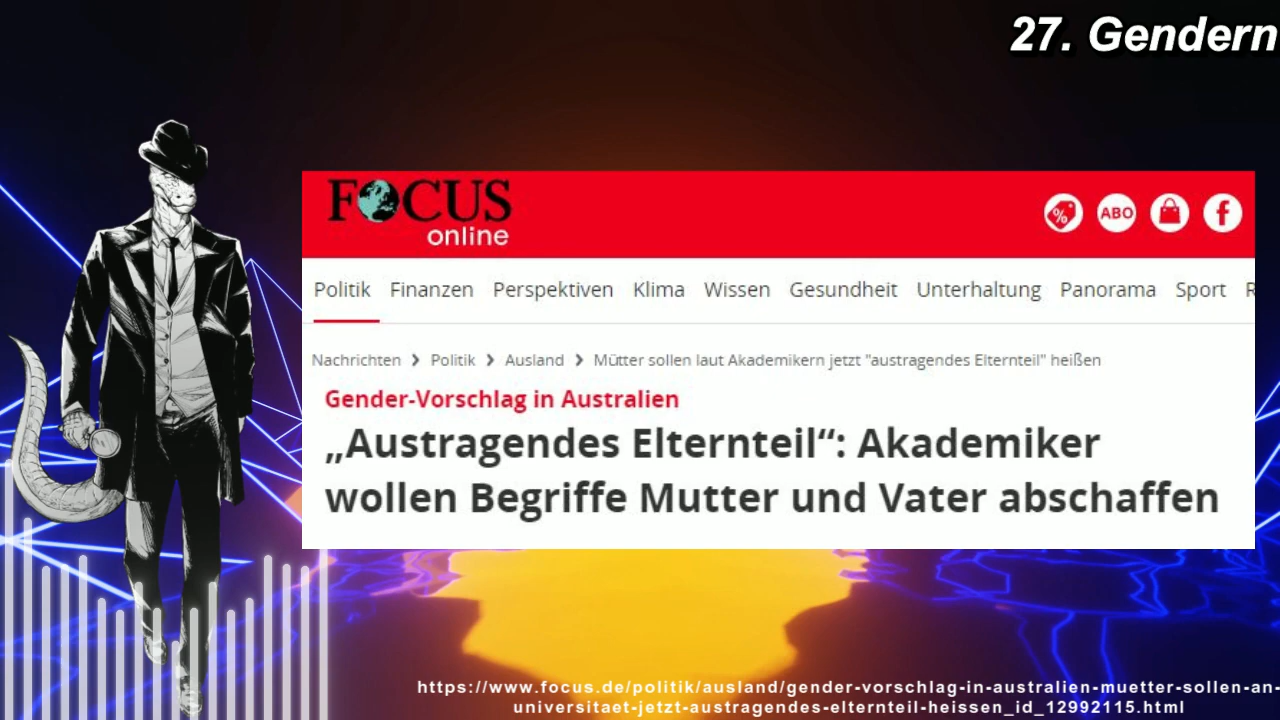 27. Gendern
FOCUS
online
% ABO f
Politik Finanzen Perspektiven Klima Wissen Gesundheit Unterhaltung Panorama Sport R
Nachrichten > Politik > Ausland > Mütter sollen laut Akademikern jetzt "austragendes Elternteil" heißen
Gender-Vorschlag in Australien
„Austragendes Elternteil“: Akademiker
wollen Begriffe Mutter und Vater abschaffen
https://www.focus.de/politik/ausland/gender-vorschlag-in-australien-muetter-sollen-an-
universitaet-jetzt-austragendes-elternteil-heissen_id_12992115.html